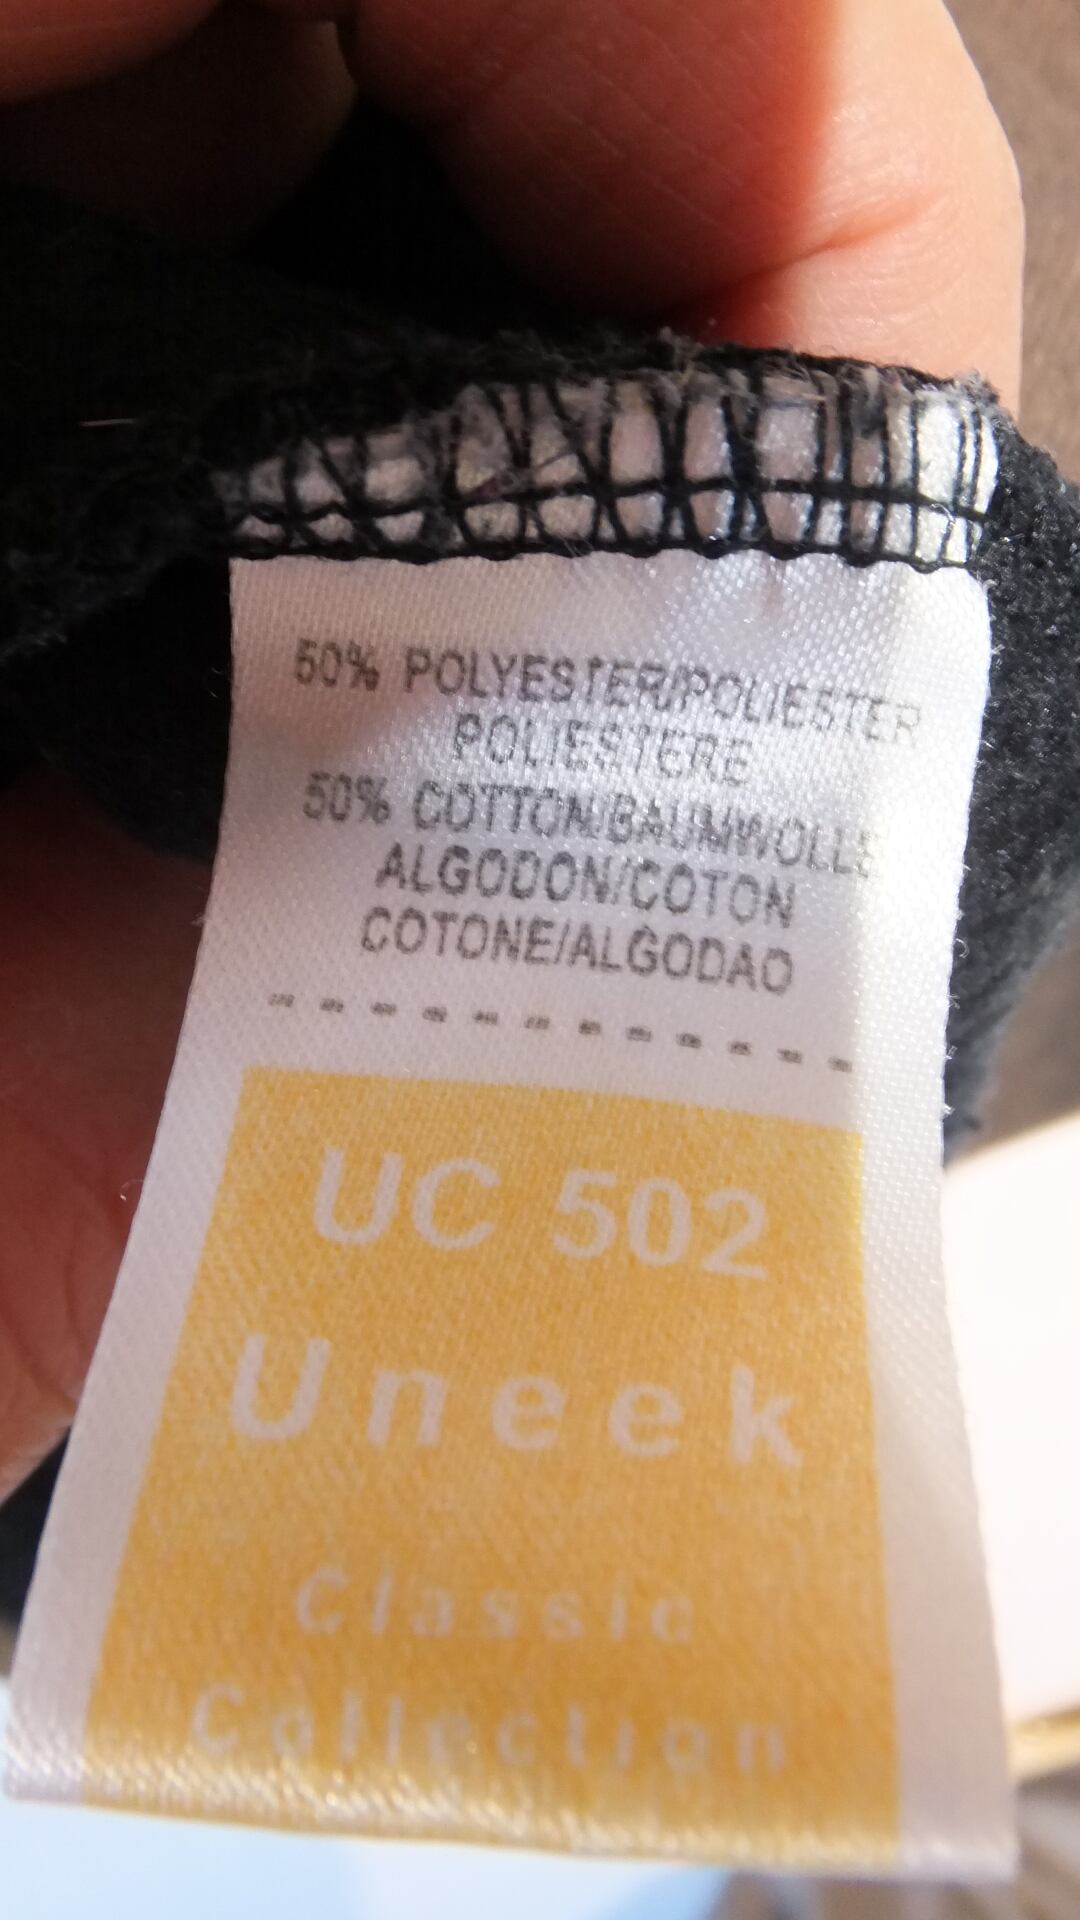 50% POLYESTER/POLIESTER
POLIESTERE
50% COTTON/BAUMWOLLE
ALGODON/COTON
COTONE/ALGODAO
UC 502
Uneek
Classic
Collection